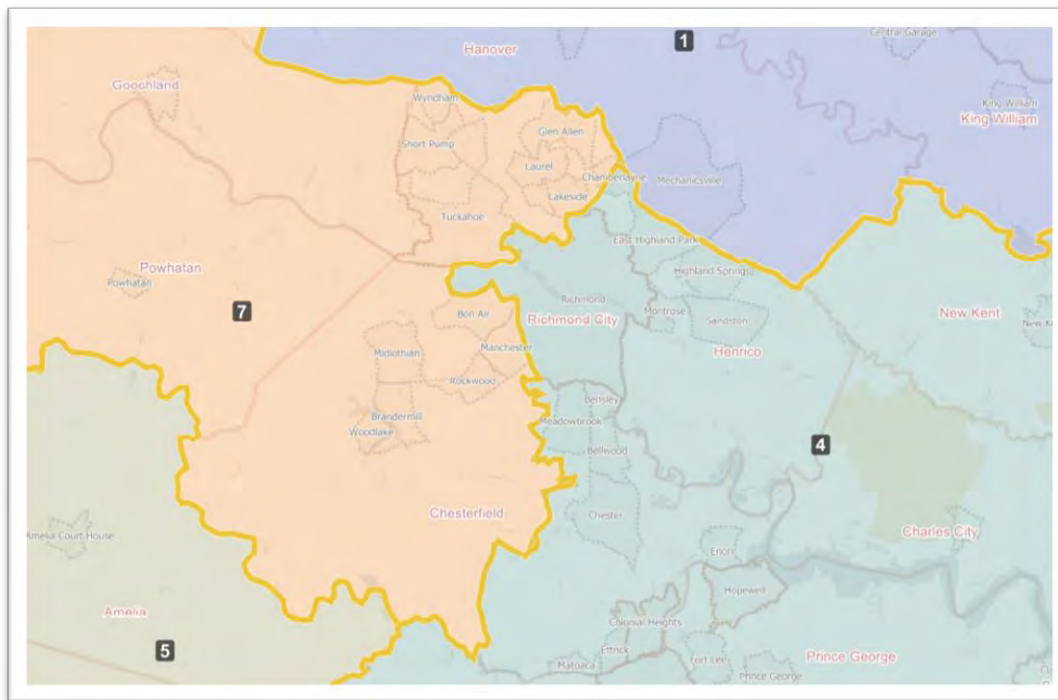 Hanover
1
Central Garage
Goochland
Wyndham
King William
King William
Glen Allen
Short Pump
Laurel
Chamberlayne
Mechanicsville
Lakeside
Tuckahoe
East Highland Park
Powhatan
Highland Springs
Powhatan
Richmond
7
Bon Air
Richmond City
Montrose
Sandston
New Kent
Manchester
Midlothian
Henrico
Rockwood
Bensley
Brandermill
Meadowbrook
Woodlake
4
Bellwood
Chesterfield
Chester
Amelia Court House
Charles City
Enon
Hopewell
Amelia
Colonial Heights
5
Ettrick
Matoaca
Fort Lee
Prince George
Prince George